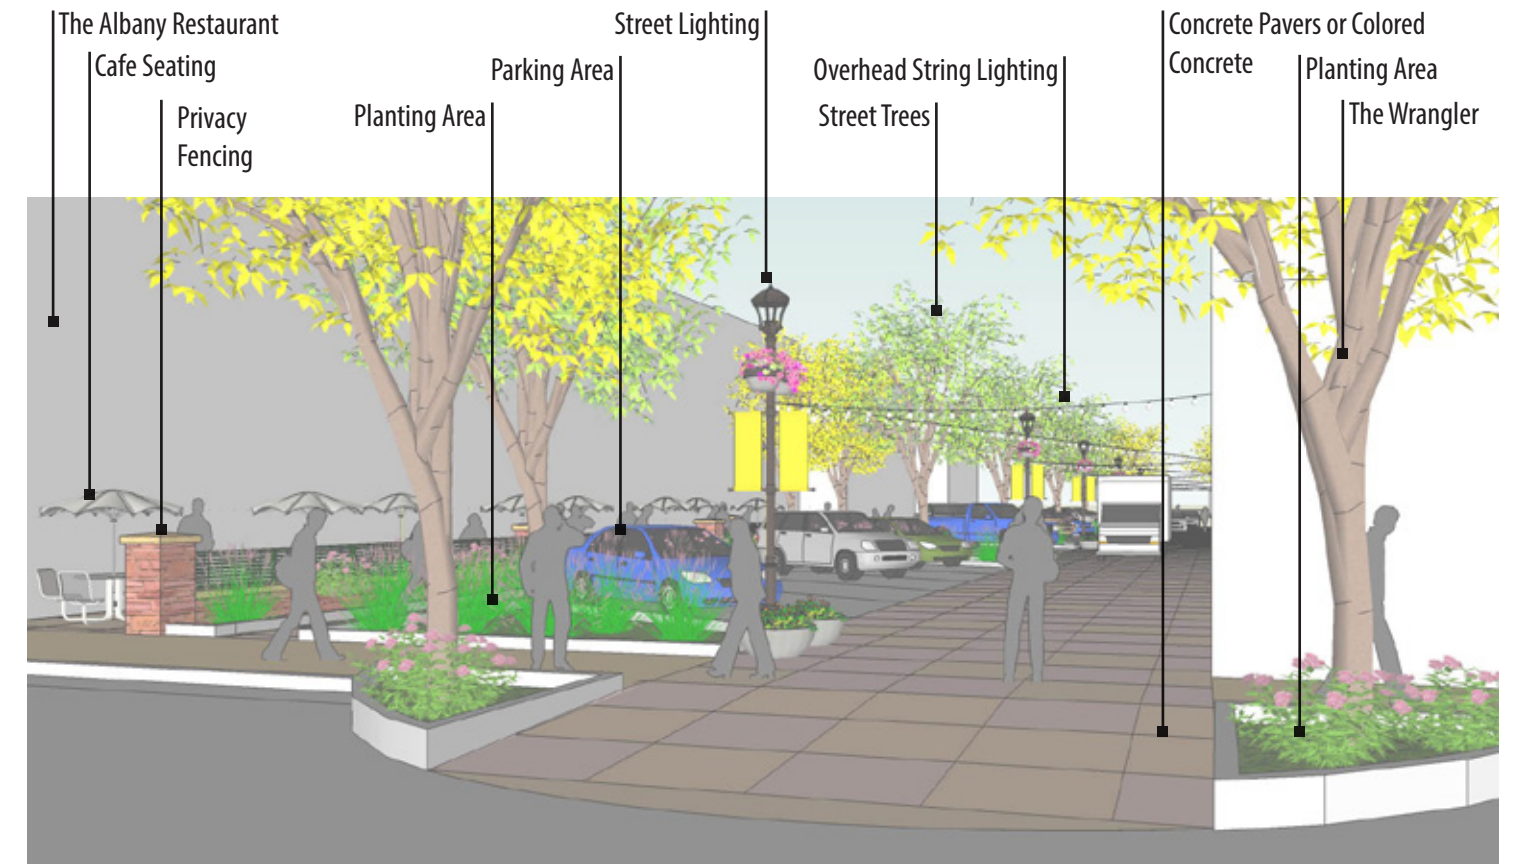 The Albany Restaurant
Cafe Seating
Privacy
Fencing
Planting Area
Parking Area
Street Lighting
Overhead String Lighting
Street Trees
Concrete Pavers or Colored
Concrete
Planting Area
The Wrangler